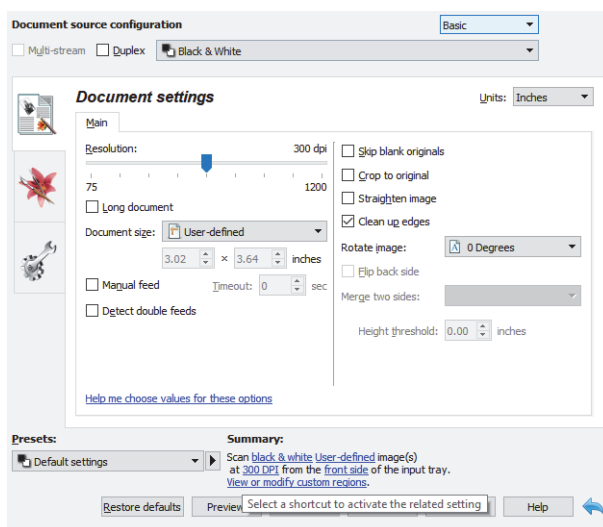 Document source configuration
Basic
Multi-stream Duplex Black & White
Document settings
Units: Inches
Main
Resolution: 300 dpi
75 1200
Long document
Document size: User-defined
3.02 × 3.64 inches
Manual feed Timeout: 0 sec
Detect double feeds
Skip blank originals
Crop to original
Straighten image
Clean up edges
Rotate image: 0 Degrees
Flip back side
Merge two sides:
Height threshold: 0.00 inches
Help me choose values for these options
Presets:
Default settings
Summary:
Scan black & white User-defined image(s)
at 300 DPI from the front side of the input tray.
View or modify custom regions.
Restore defaults Preview Select a shortcut to activate the related setting Help